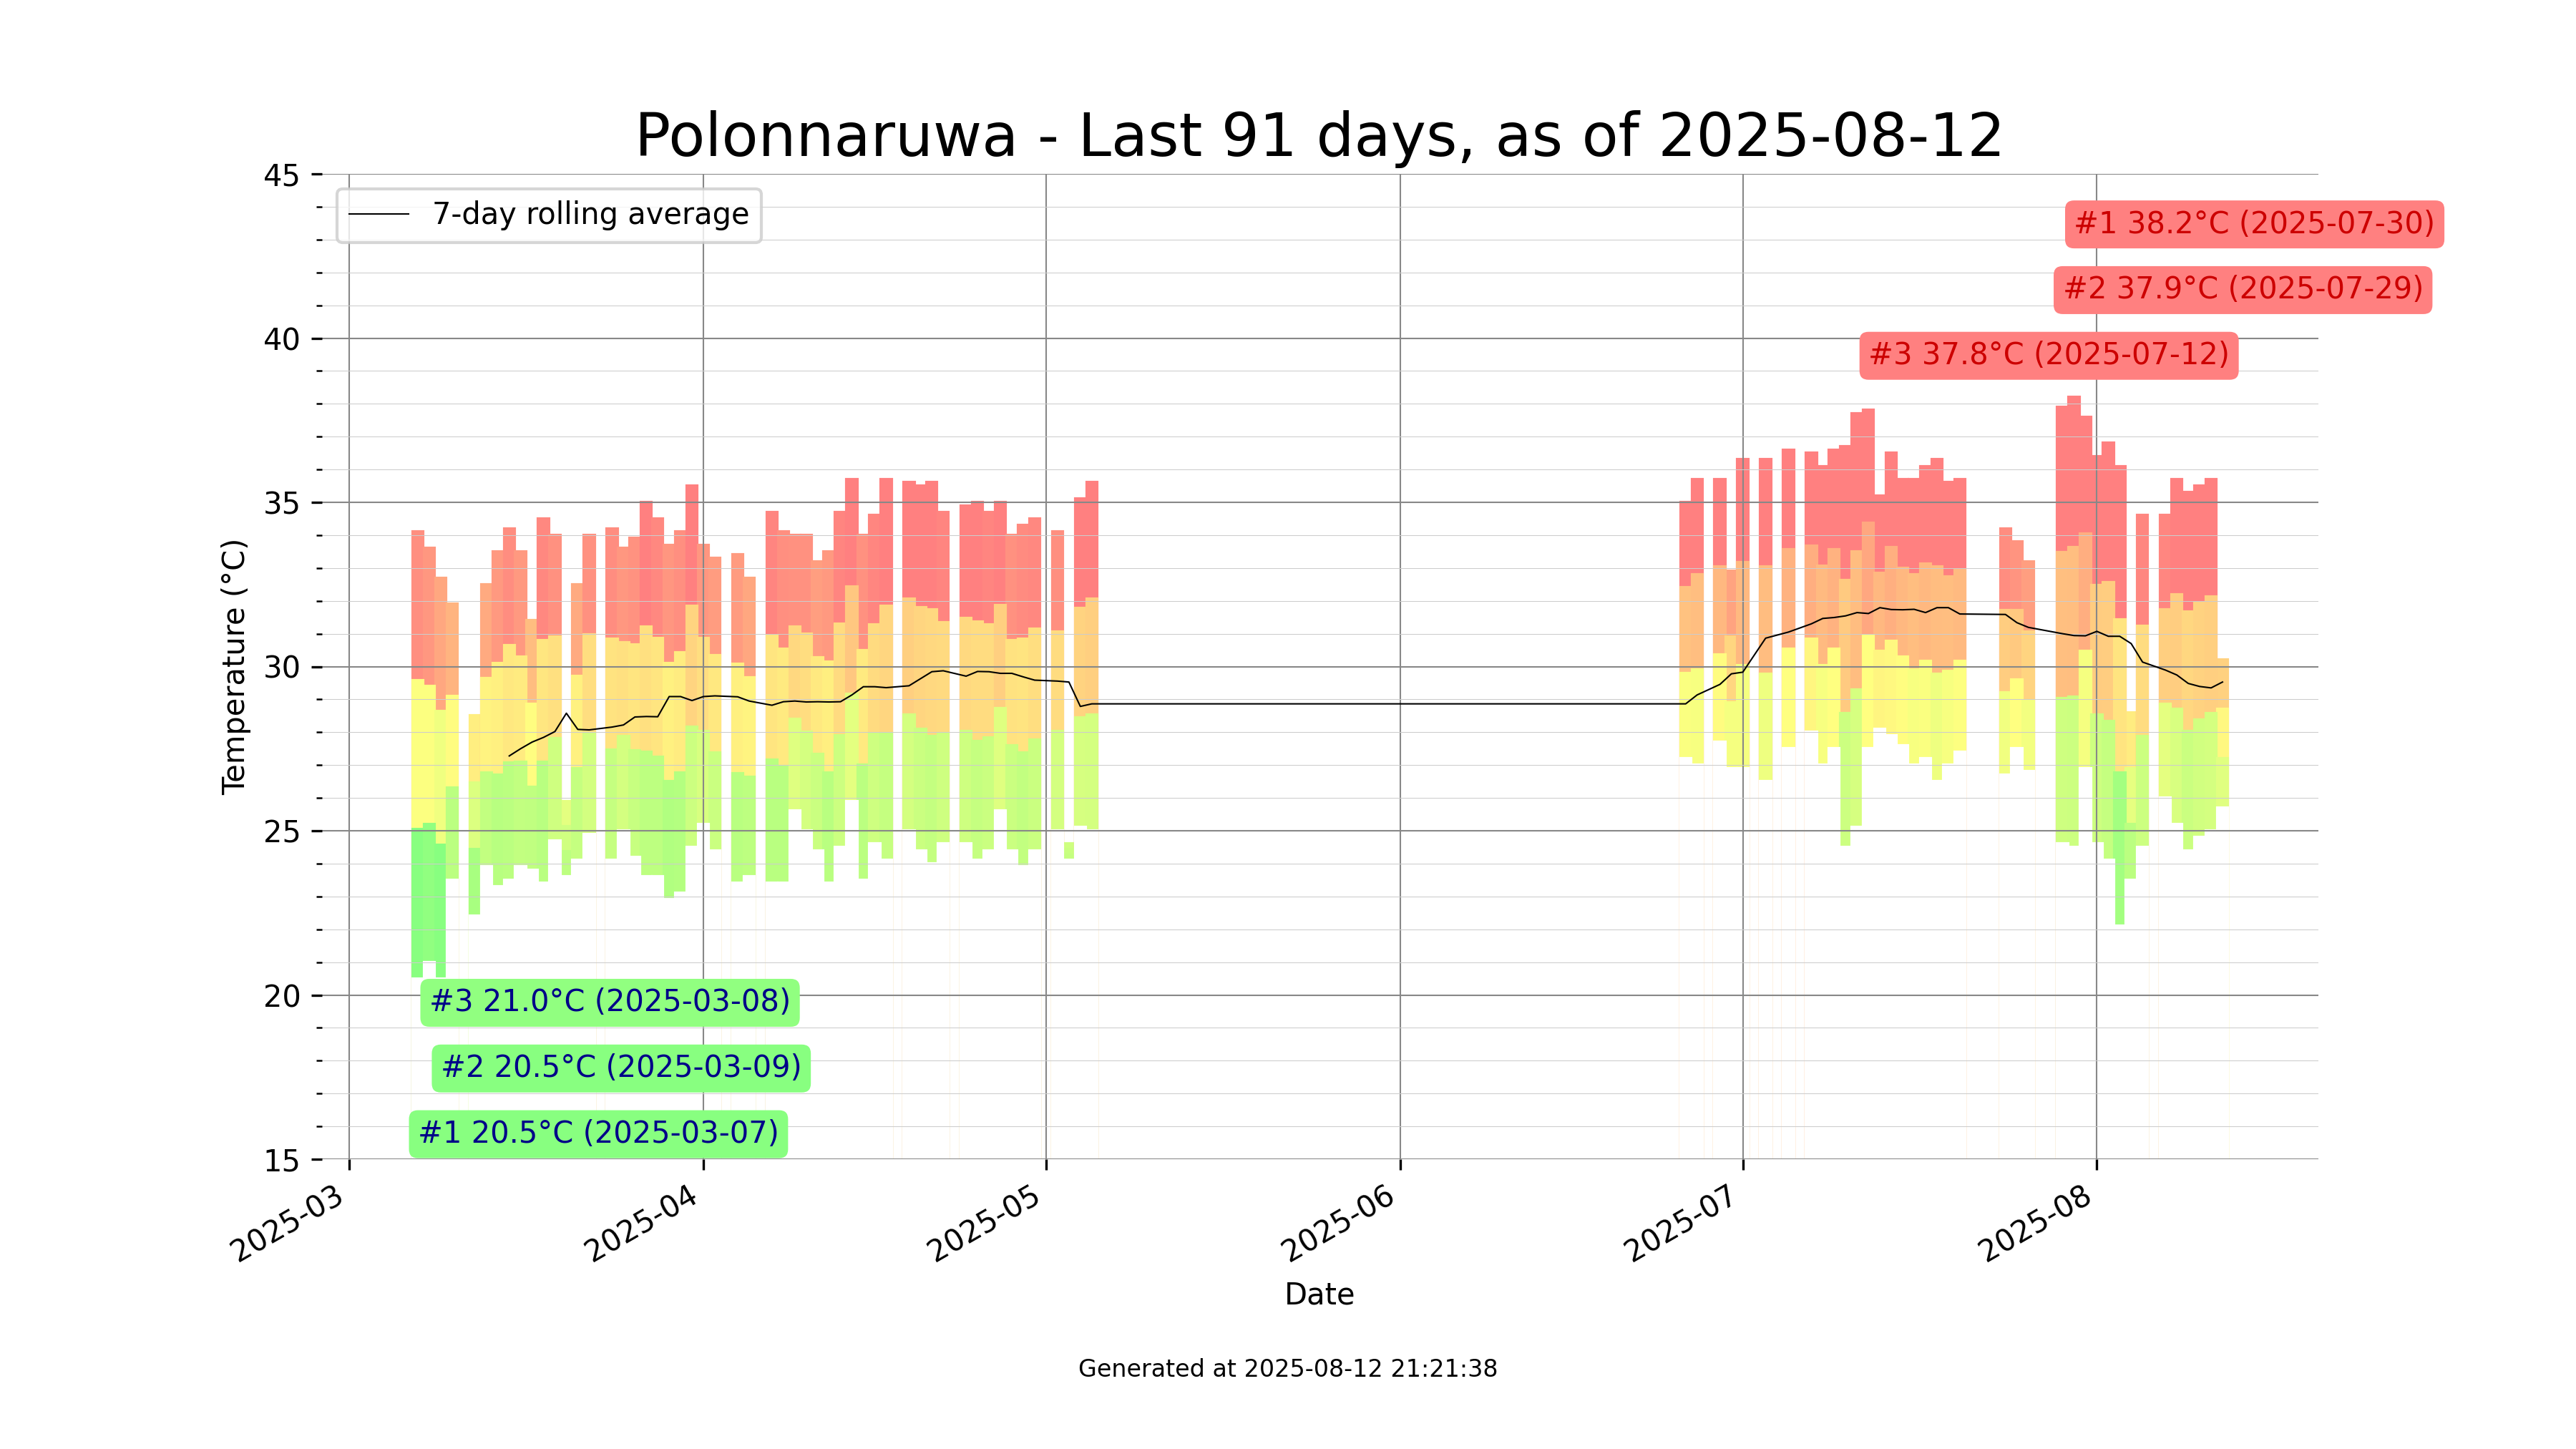 Polonnaruwa - Last 91 days, as of 2025-08-12
45
7-day rolling average
#1 38.2°C (2025-07-30)
#2 37.9°C (2025-07-29)
40
#3 37.8°C (2025-07-12)
35
30
Temperature (°C)
25
20
#3 21.0°C (2025-03-08)
#2 20.5°C (2025-03-09)
#1 20.5°C (2025-03-07)
15
2025-03
2025-04
2025-05
2025-06
2025-07
2025-08
Date
Generated at 2025-08-12 21:21:38